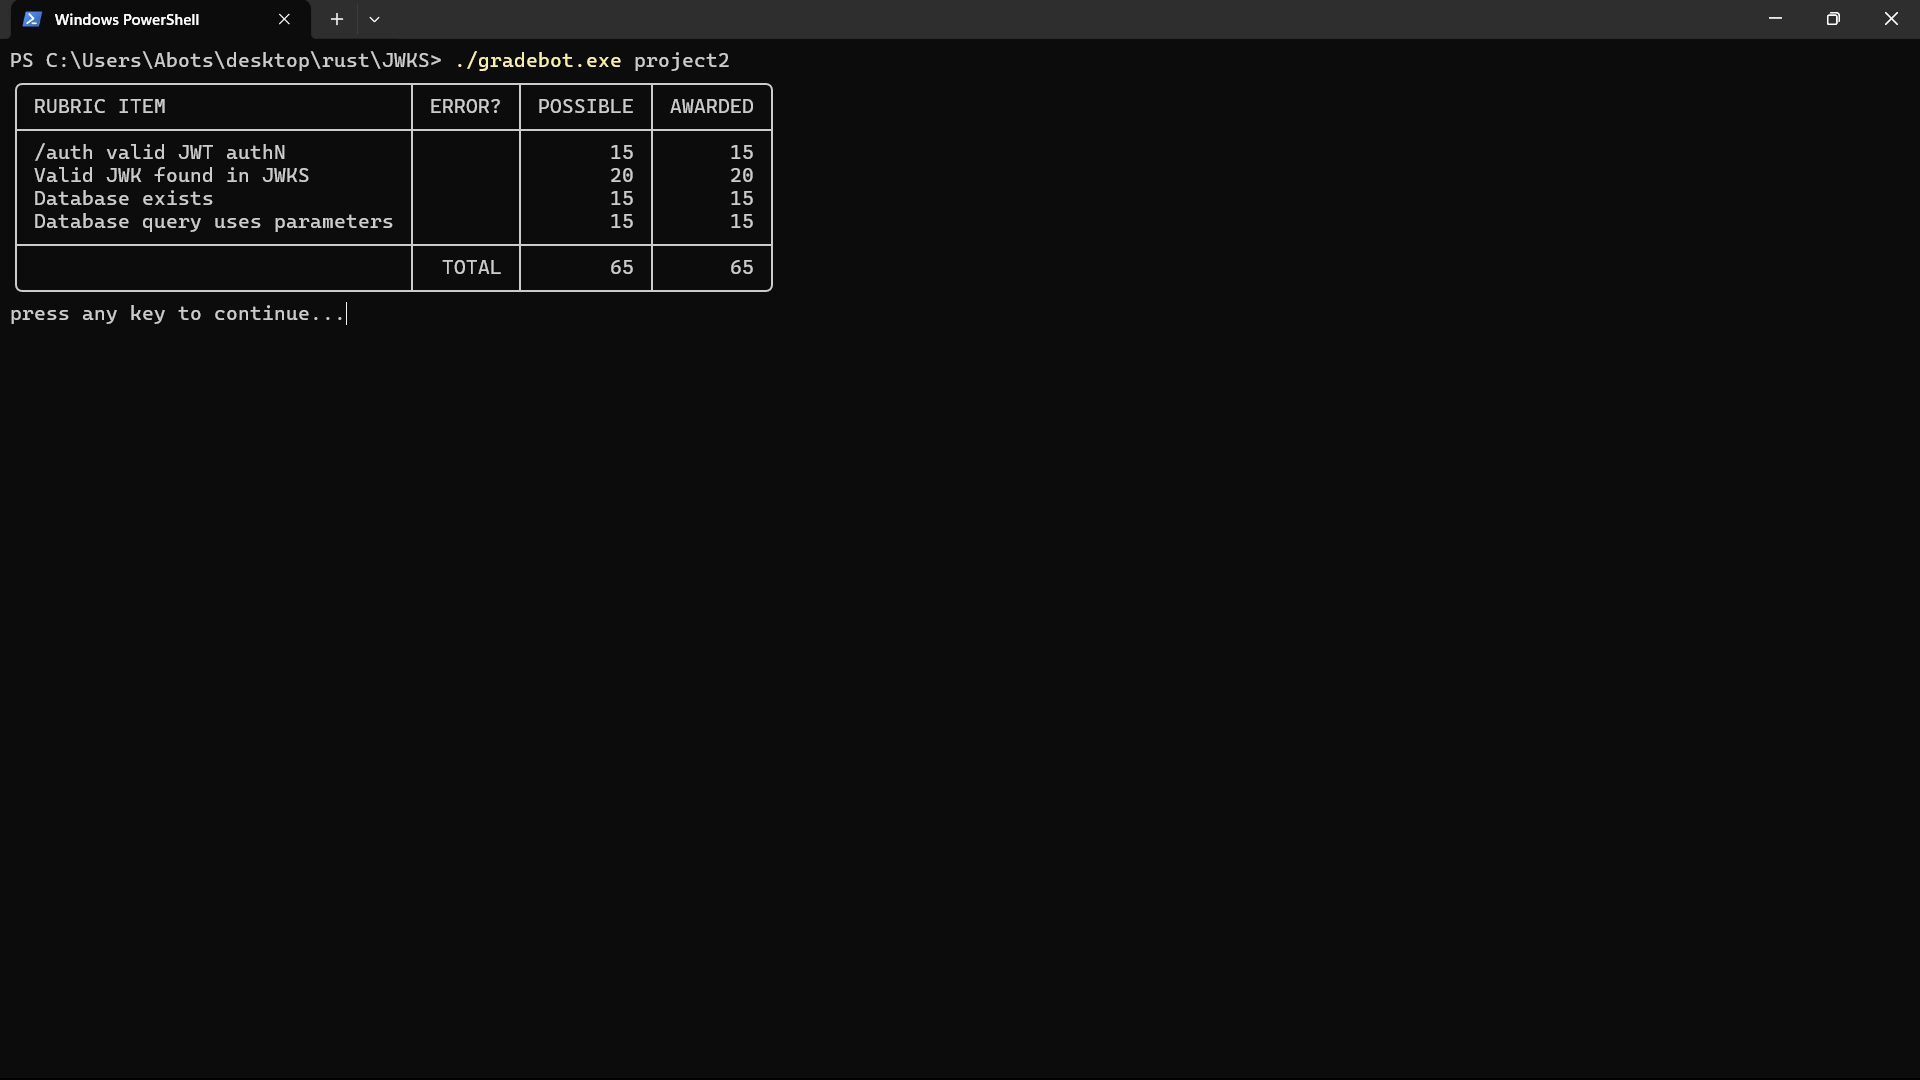 Windows PowerShell
PS C:\Users\Abots\desktop\rust\JWKS> ./gradebot.exe project2
RUBRIC ITEM ERROR? POSSIBLE AWARDED
/auth valid JWT authN 15 15
Valid JWK found in JWKS 20 20
Database exists 15 15
Database query uses parameters 15 15
TOTAL 65 65
press any key to continue...